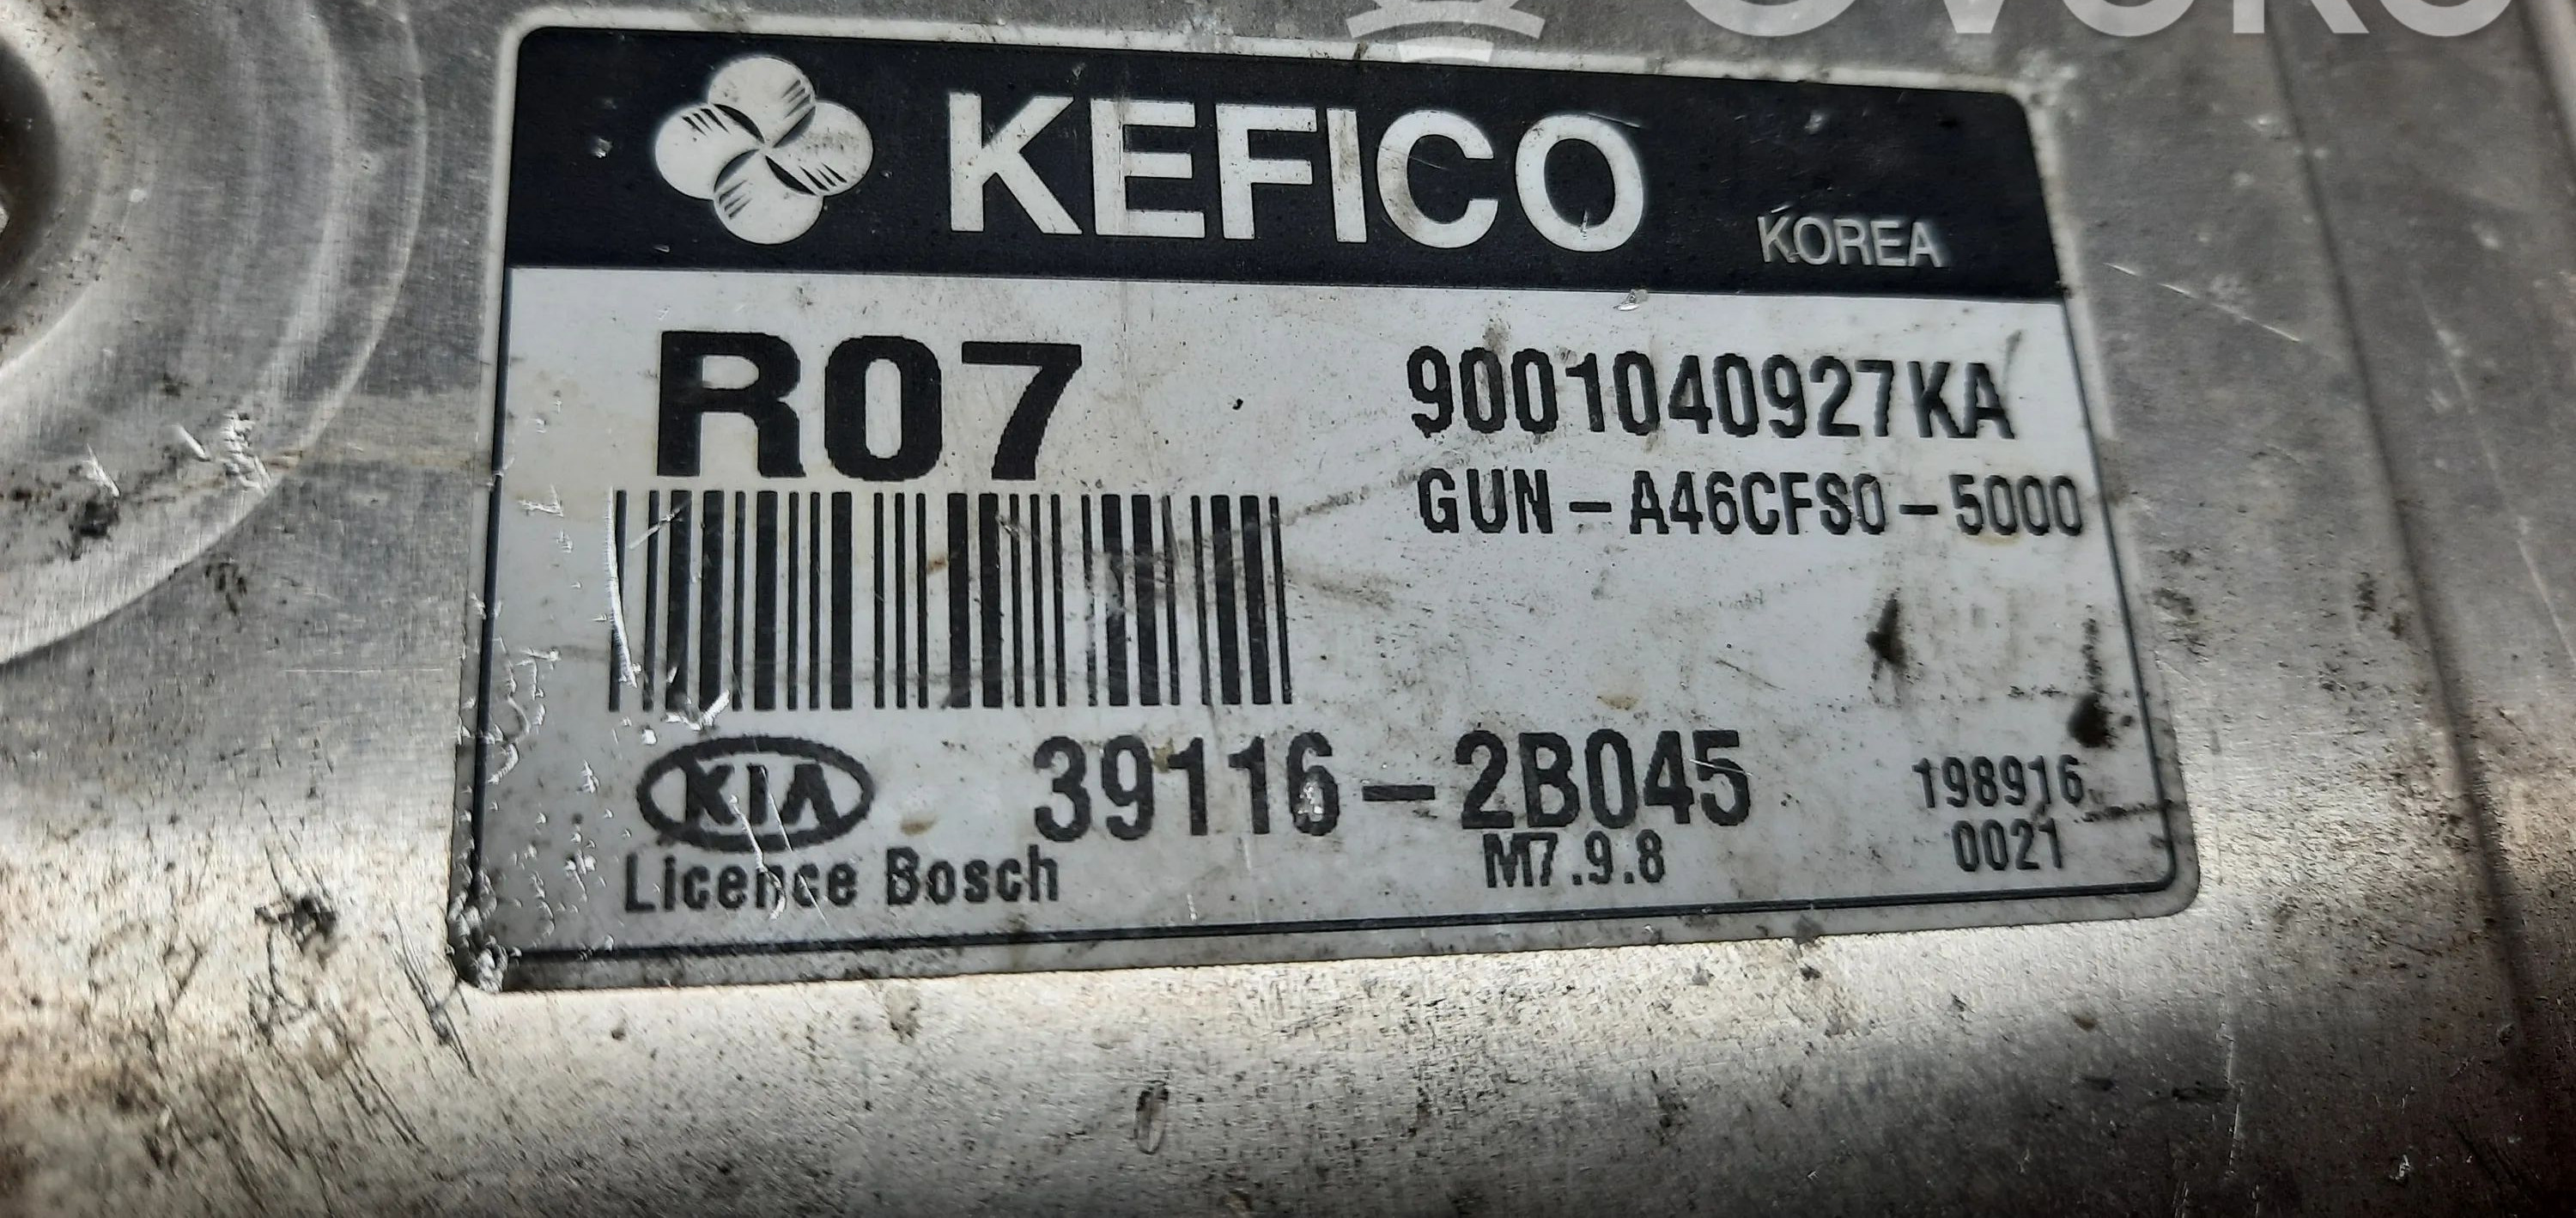 KEFICO KOREA
R07
9001040927KA
GUN-A46CFS0-5000
KIA 39116-2B045
198916
Licence Bosch
M7.9.8
0021